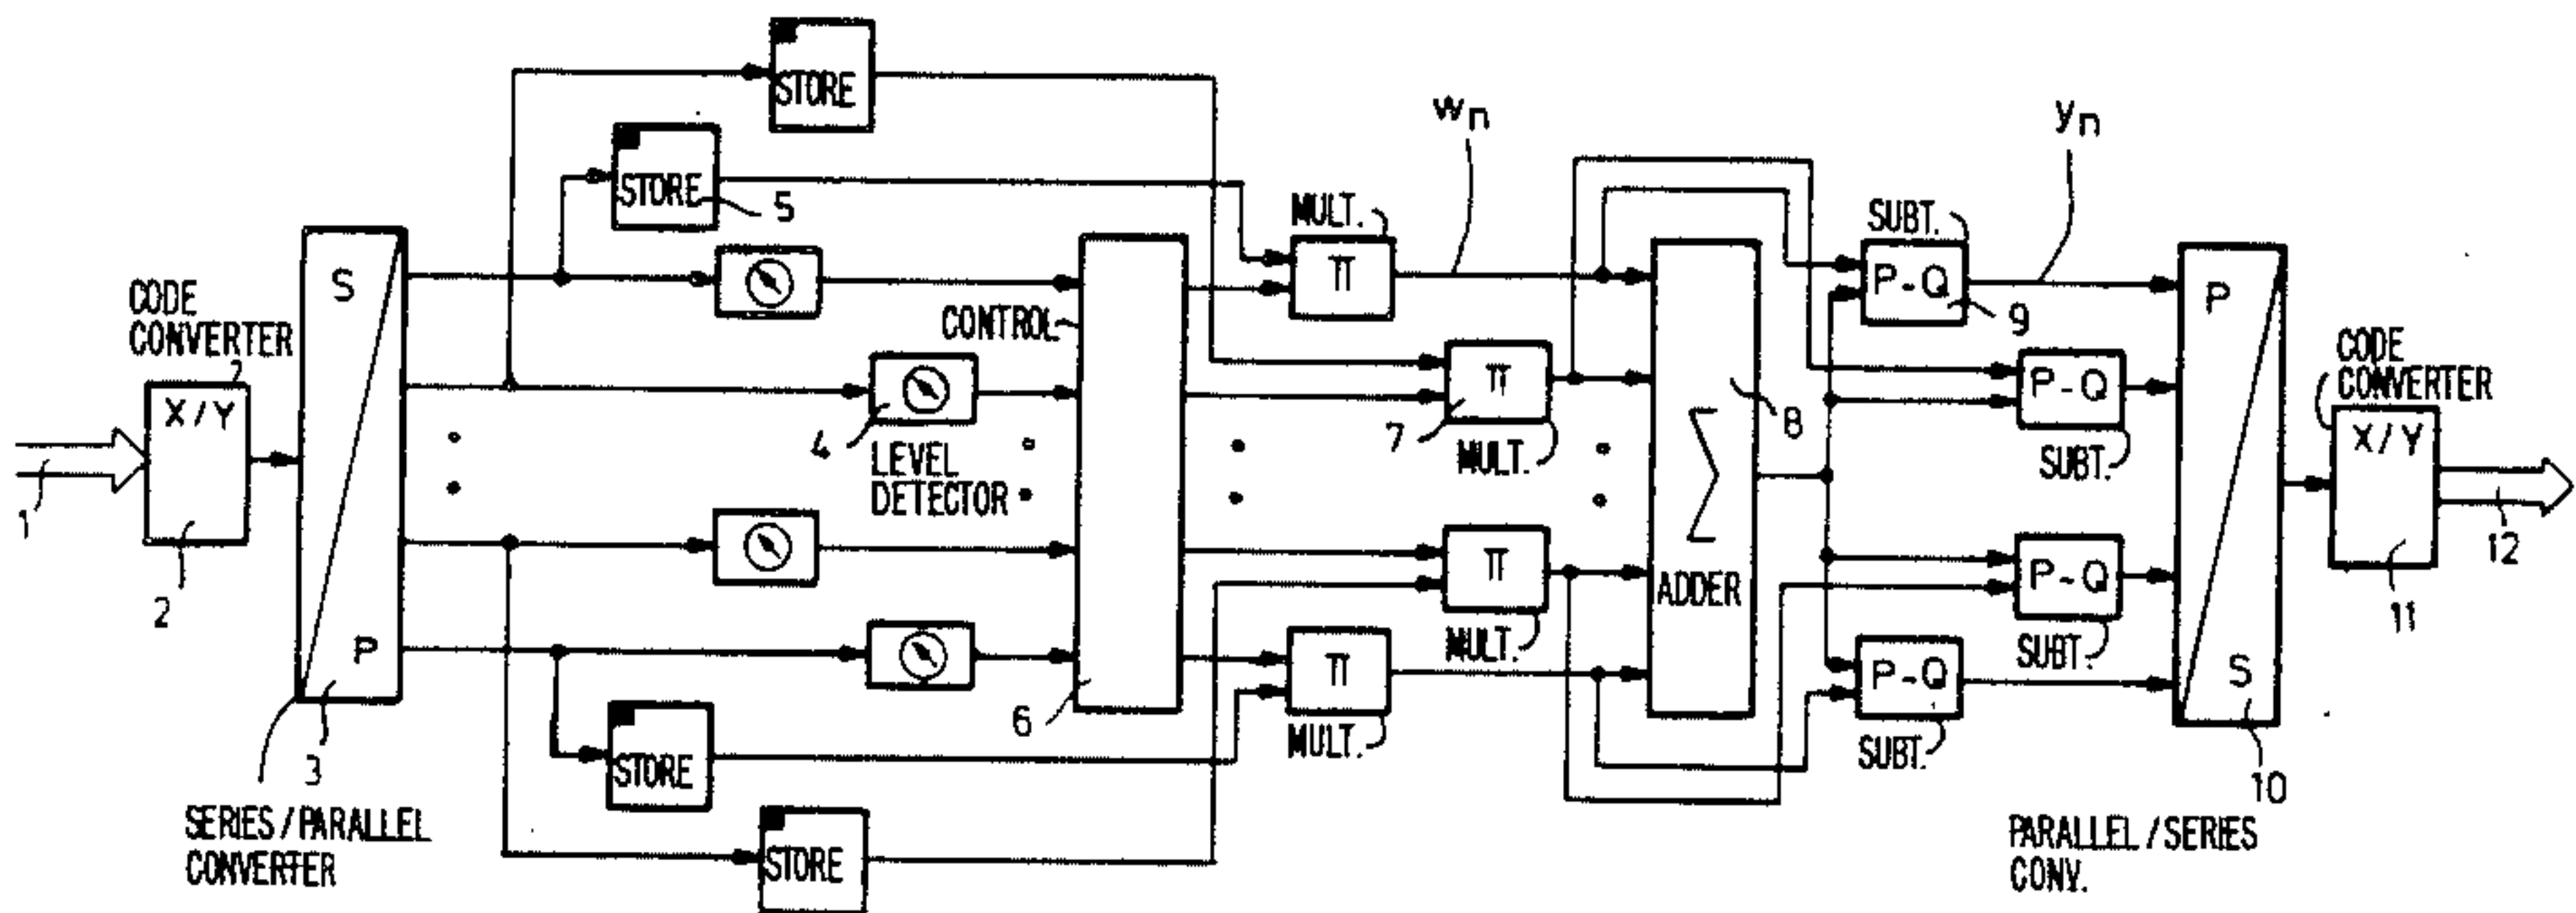 STORE
STORE
5
wn
yn
MULT.
SUBT.
S
π
P-Q
9
P
CODE
CONVERTER
CONTROL
CODE
CONVERTER
X/Y
4
LEVEL
DETECTOR
π
7
MULT.
8
P-Q
SUBT.
X/Y
1
2
Σ
π
MULT.
ADDER
P-Q
SUBT.
12
11
P
3
6
π
MULT.
P-Q
SUBT.
S
10
STORE
STORE
SERIES/PARALLEL
CONVERTER
PARALLEL/SERIES
CONV.